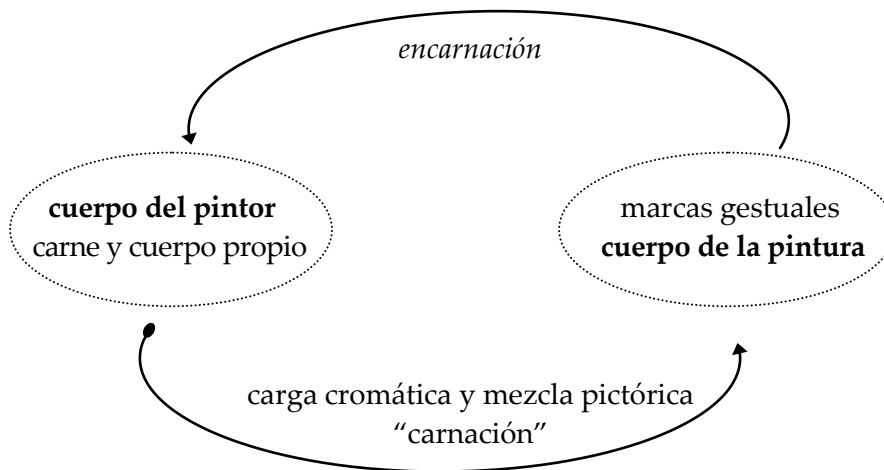 encarnación
cuerpo del pintor
carne y cuerpo propio
marcas gestuales
cuerpo de la pintura
carga cromática y mezcla pictórica
“carnación”